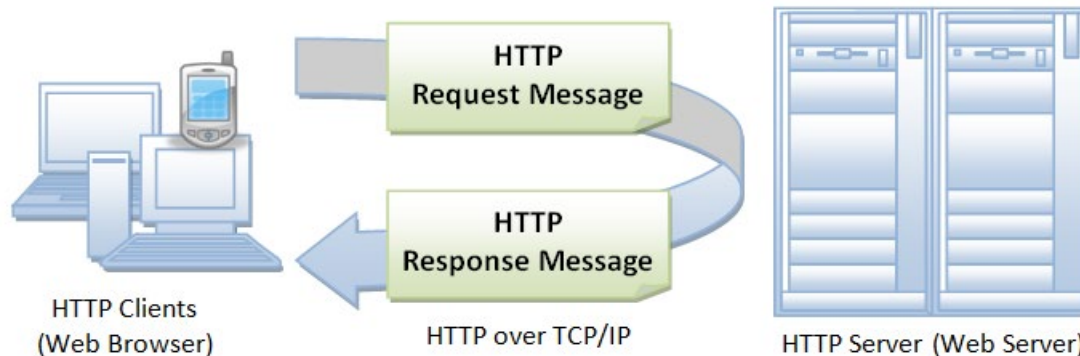 HTTP
Request Message
HTTP
Response Message
HTTP Clients
(Web Browser)
HTTP over TCP/IP
HTTP Server (Web Server)